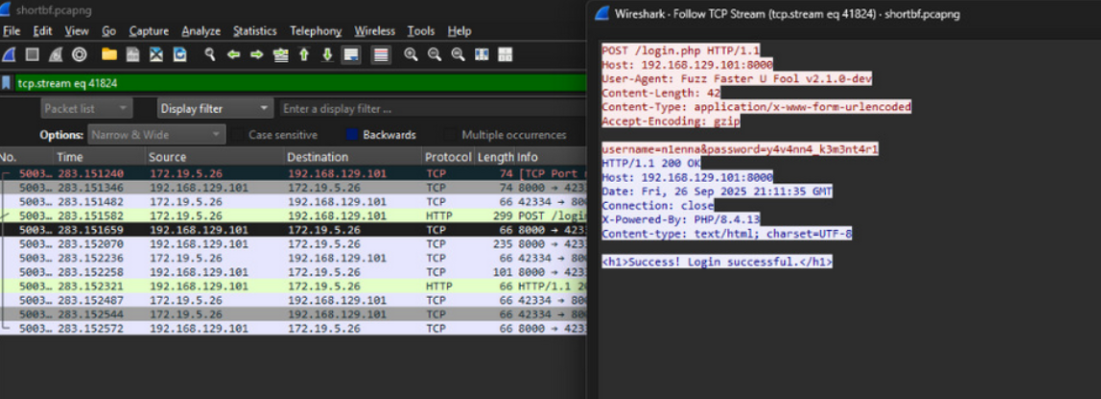 shortbf.pcapng
File Edit View Go Capture Analyze Statistics Telephony Wireless Tools Help
tcp.stream eq 41824
Packet list Display filter Enter a display filter ...
Options: Narrow & Wide Case sensitive Backwards Multiple occurrences
No. Time Source Destination Protocol Length Info
5003… 283.151240 172.19.5.26 192.168.129.101 TCP 74 [TCP Port
5003… 283.151346 192.168.129.101 172.19.5.26 TCP 74 8000 → 423
5003… 283.151482 172.19.5.26 192.168.129.101 TCP 66 42334 → 80
5003… 283.151582 172.19.5.26 192.168.129.101 HTTP 299 POST /logi
5003… 283.151659 192.168.129.101 172.19.5.26 TCP 66 8000 → 423
5003… 283.152070 192.168.129.101 172.19.5.26 TCP 235 8000 → 423
5003… 283.152236 172.19.5.26 192.168.129.101 TCP 66 42334 → 80
5003… 283.152258 192.168.129.101 172.19.5.26 TCP 101 8000 → 423
5003… 283.152321 192.168.129.101 172.19.5.26 HTTP 66 HTTP/1.1 20
5003… 283.152487 172.19.5.26 192.168.129.101 TCP 66 42334 → 80
5003… 283.152544 172.19.5.26 192.168.129.101 TCP 66 42334 → 80
5003… 283.152572 192.168.129.101 172.19.5.26 TCP 66 8000 → 423
Wireshark · Follow TCP Stream (tcp.stream eq 41824) · shortbf.pcapng
POST /login.php HTTP/1.1
Host: 192.168.129.101:8000
User-Agent: Fuzz Faster U Fool v2.1.0-dev
Content-Length: 42
Content-Type: application/x-www-form-urlencoded
Accept-Encoding: gzip
username=n1enna&password=y4v4nn4_k3m3nt4r1
HTTP/1.1 200 OK
Host: 192.168.129.101:8000
Date: Fri, 26 Sep 2025 21:11:35 GMT
Connection: close
X-Powered-By: PHP/8.4.13
Content-type: text/html; charset=UTF-8
<h1>Success! Login successful.</h1>